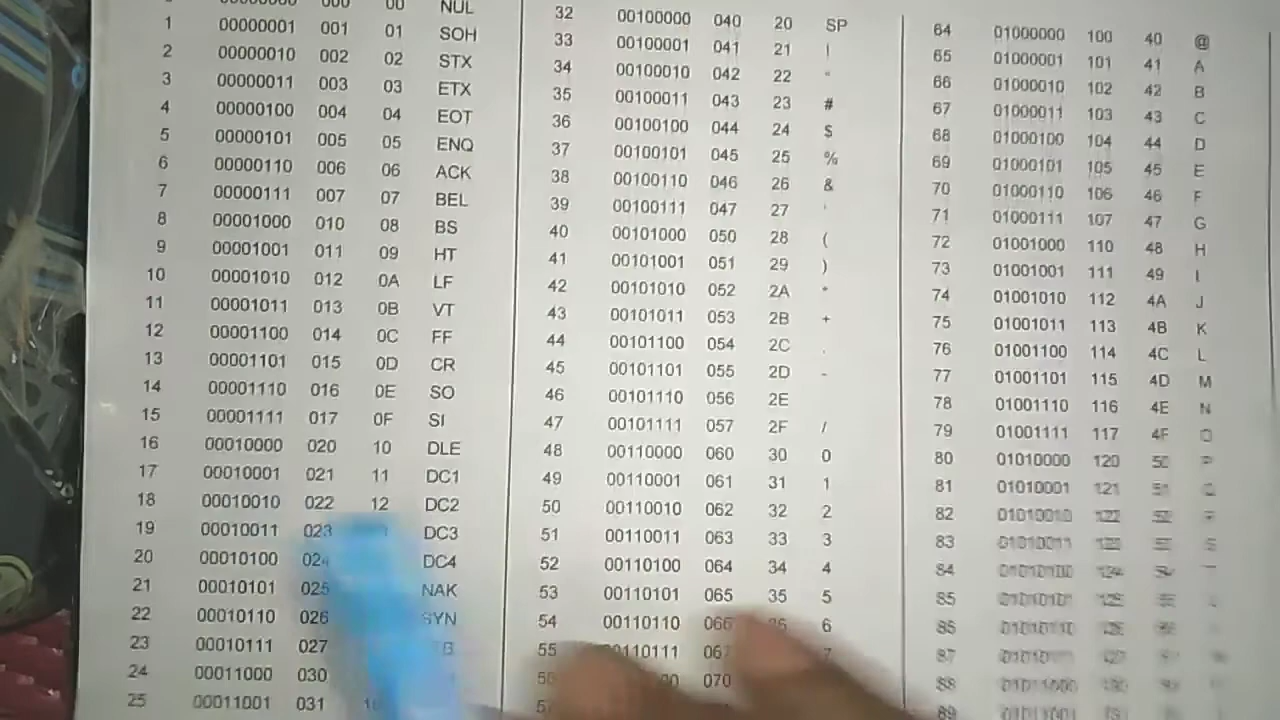 000 00 NUL
1 00000001 001 01 SOH
2 00000010 002 02 STX
3 00000011 003 03 ETX
4 00000100 004 04 EOT
5 00000101 005 05 ENQ
6 00000110 006 06 ACK
7 00000111 007 07 BEL
8 00001000 010 08 BS
9 00001001 011 09 HT
10 00001010 012 0A LF
11 00001011 013 0B VT
12 00001100 014 0C FF
13 00001101 015 0D CR
14 00001110 016 0E SO
15 00001111 017 0F SI
16 00010000 020 10 DLE
17 00010001 021 11 DC1
18 00010010 022 12 DC2
19 00010011 023 DC3
20 00010100 024 DC4
21 00010101 025 NAK
22 00010110 026 SYN
23 00010111 027
24 00011000 030
25 00011001 031
32 00100000 040 20 SP
33 00100001 041 21 !
34 00100010 042 22 "
35 00100011 043 23 #
36 00100100 044 24 $
37 00100101 045 25 %
38 00100110 046 26 &
39 00100111 047 27 '
40 00101000 050 28 (
41 00101001 051 29 )
42 00101010 052 2A *
43 00101011 053 2B +
44 00101100 054 2C
45 00101101 055 2D -
46 00101110 056 2E
47 00101111 057 2F /
48 00110000 060 30 0
49 00110001 061 31 1
50 00110010 062 32 2
51 00110011 063 33 3
52 00110100 064 34 4
53 00110101 065 35 5
54 00110110 066 6
55 7
070
64 01000000 100 40 @
65 01000001 101 41 A
66 01000010 102 42 B
67 01000011 103 43 C
68 01000100 104 44 D
69 01000101 105 45 E
70 01000110 106 46 F
71 01000111 107 47 G
72 01001000 110 48 H
73 01001001 111 49 I
74 01001010 112 4A J
75 01001011 113 4B K
76 01001100 114 4C L
77 01001101 115 4D M
78 01001110 116 4E N
79 01001111 117 4F O
80 01010000 120 50 P
81 01010001 121 51
82 01010010 122
83 01010011
84 01010100
85
87
88
89